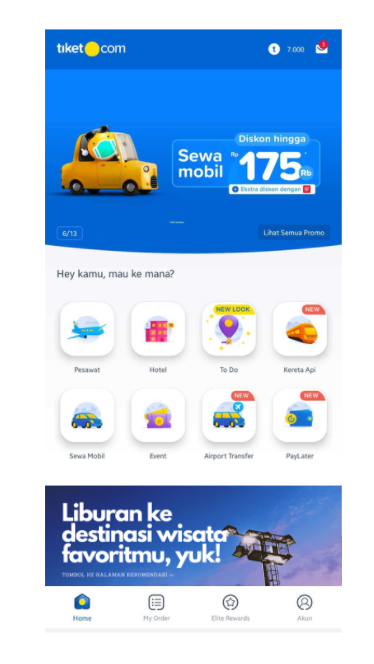 tiket com
t 7.000 1
Diskon hingga
Sewa mobil Rp 175 Rb
Ekstra diskon dengan
6/13
Lihat Semua Promo
Hey kamu, mau ke mana?
NEW LOOK NEW
Pesawat Hotel To Do Kereta Api
NEW NEW
Sewa Mobil Event Airport Transfer PayLater
Liburan ke
destinasi wisata
favoritmu, yuk!
TOMBOL KE HALAMAN REKOMENDASI
Home My Order Elite Rewards Akun